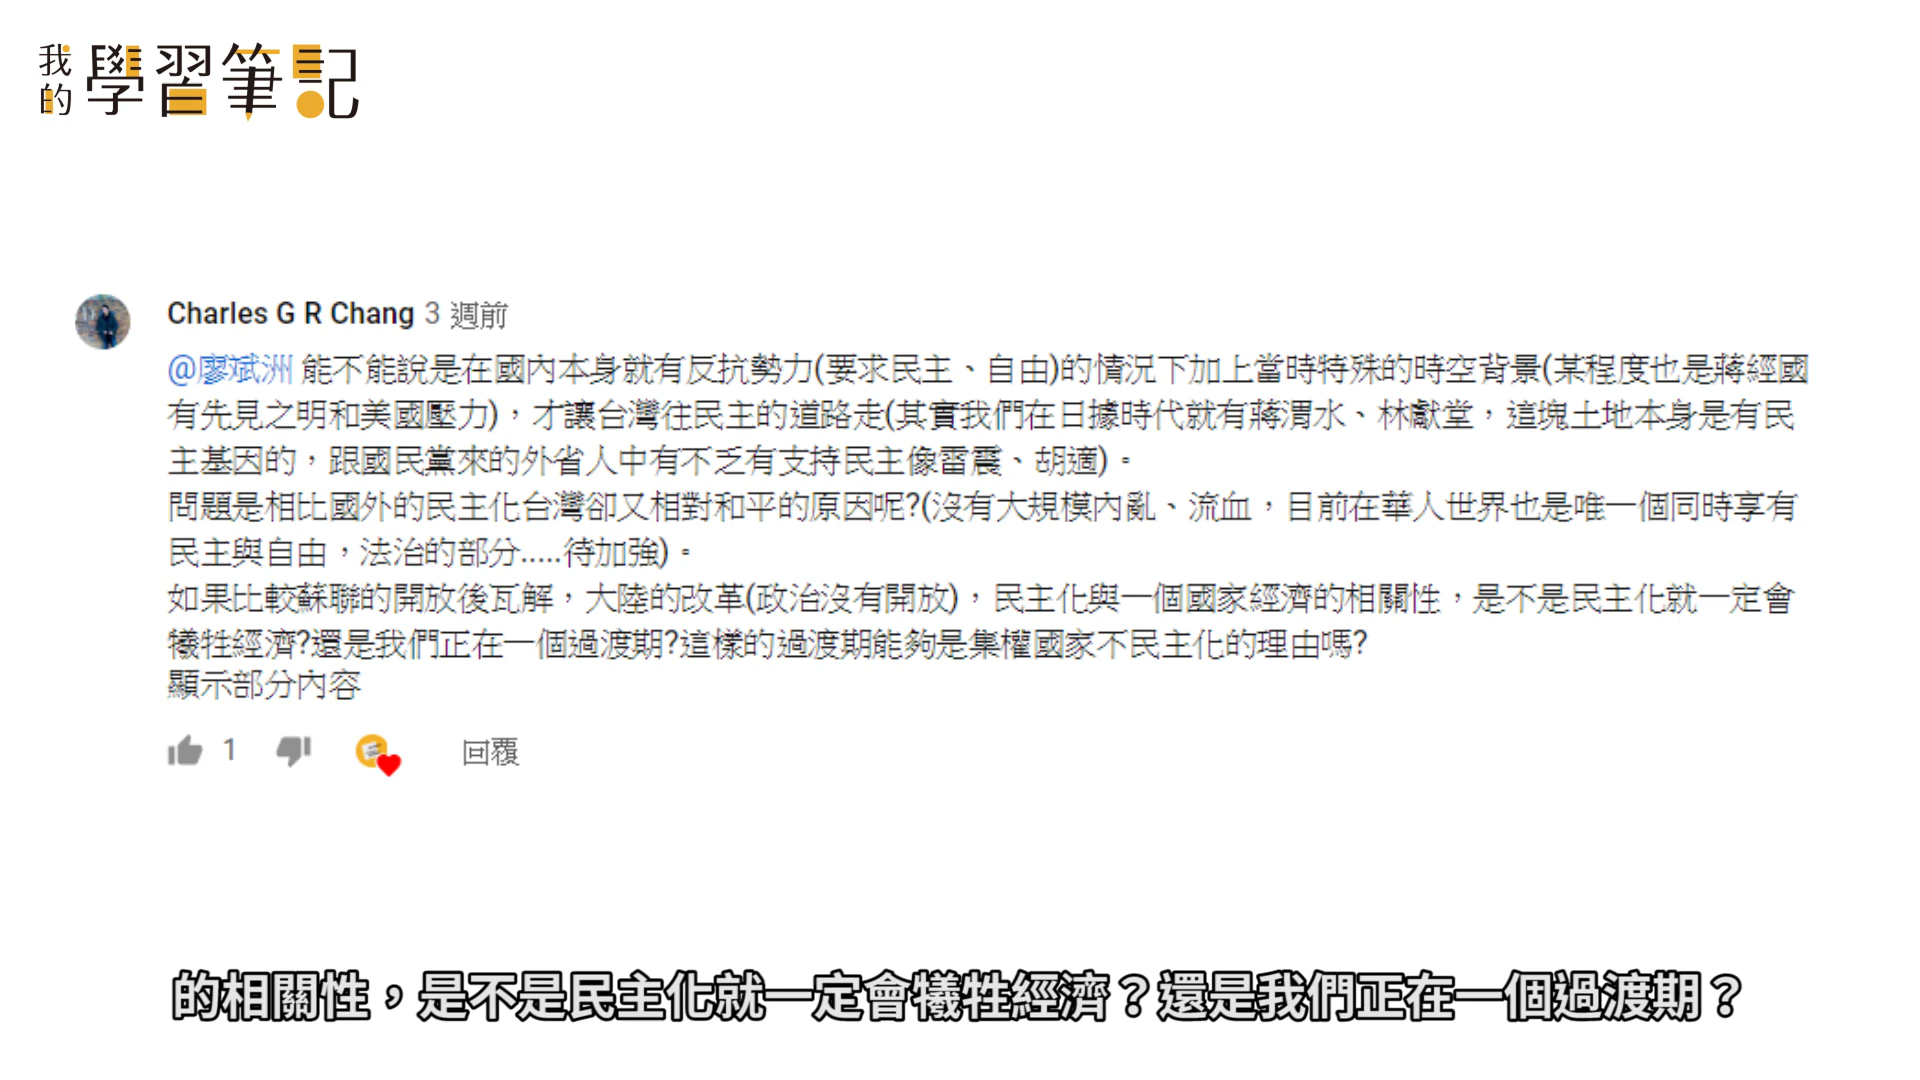 我的學習筆記
Charles G R Chang 3 週前
@廖斌洲 能不能說是在國內本身就有反抗勢力(要求民主、自由)的情況下加上當時特殊的時空背景(某程度也是蔣經國
有先見之明和美國壓力)，才讓台灣往民主的道路走(其實我們在日據時代就有蔣渭水、林獻堂，這塊土地本身是有民
主基因的，跟國民黨來的外省人中有不乏有支持民主像雷震、胡適)。
問題是相比國外的民主化台灣卻又相對和平的原因呢?(沒有大規模內亂、流血，目前在華人世界也是唯一個同時享有
民主與自由，法治的部分.....待加強)。
如果比較蘇聯的開放後瓦解，大陸的改革(政治沒有開放)，民主化與一個國家經濟的相關性，是不是民主化就一定會
犧牲經濟?還是我們正在一個過渡期?這樣的過渡期能夠是集權國家不民主化的理由嗎?
顯示部分內容
1 回覆
的相關性，是不是民主化就一定會犧牲經濟？還是我們正在一個過渡期？